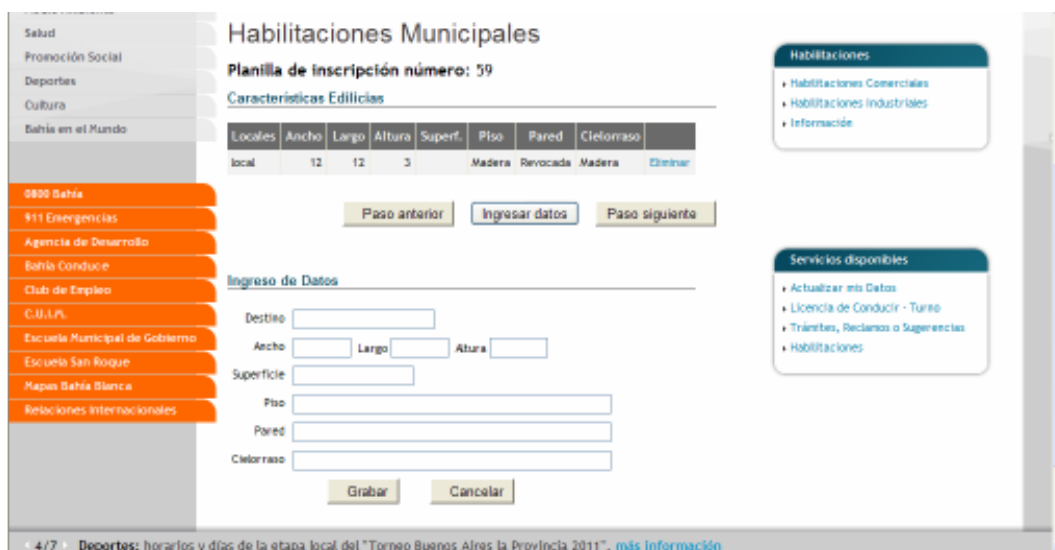 Salud
Promoción Social
Deportes
Cultura
Bahía en el Mundo
0800 Bahía
911 Emergencias
Agencia de Desarrollo
Bahía Conduce
Club de Empleo
C.U.I.M.
Escuela Municipal de Gobierno
Escuela San Roque
Mapas Bahía Blanca
Relaciones Internacionales
Habilitaciones Municipales
Planilla de inscripción número: 59
Características Edilicias
Locales Ancho Largo Altura Superf. Piso Pared Cielorraso
local 12 12 3 Madera Revocada Madera Eliminar
Paso anterior Ingresar datos Paso siguiente
Ingreso de Datos
Destino
Ancho Largo Altura
Superficie
Piso
Pared
Cielorraso
Grabar Cancelar
Habilitaciones
Habilitaciones Comerciales
Habilitaciones Industriales
Información
Servicios disponibles
Actualizar mis Datos
Licencia de Conducir - Turno
Trámites, Reclamos o Sugerencias
Habilitaciones
4/7 Deportes: horarios y días de la etapa local del "Torneo Buenos Aires la Provincia 2011". más información